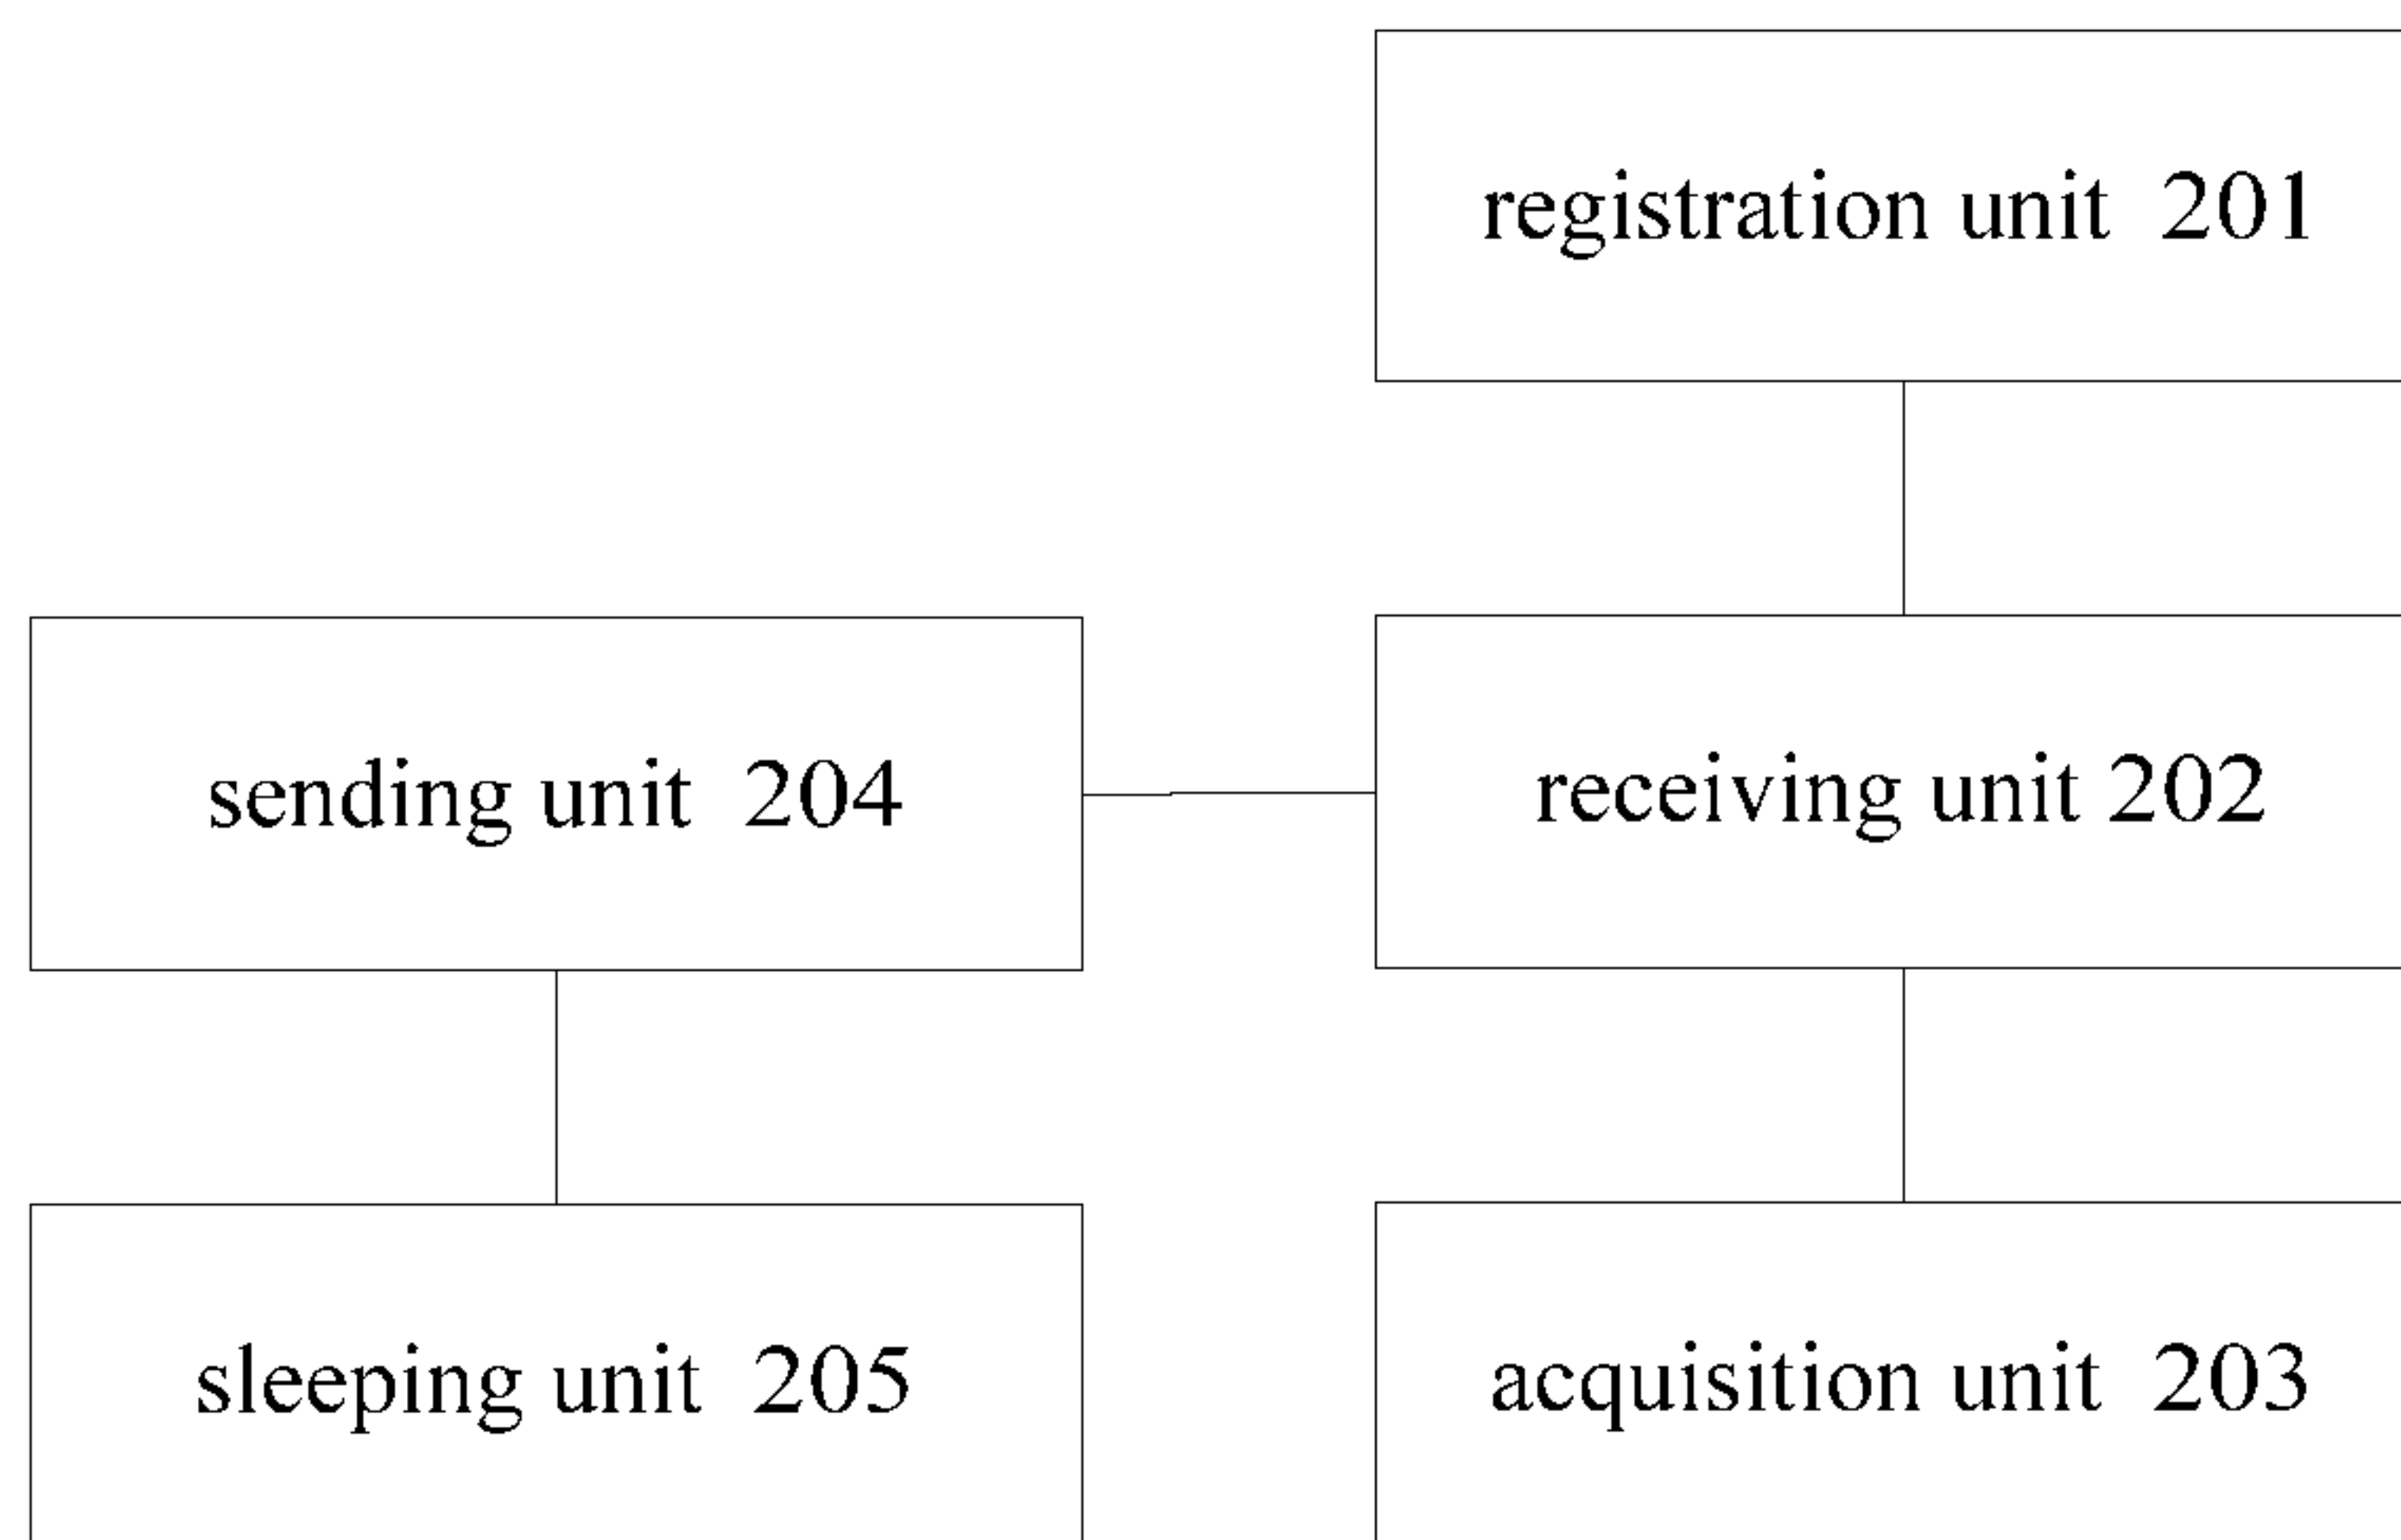 registration unit 201
sending unit 204
receiving unit 202
sleeping unit 205
acquisition unit 203